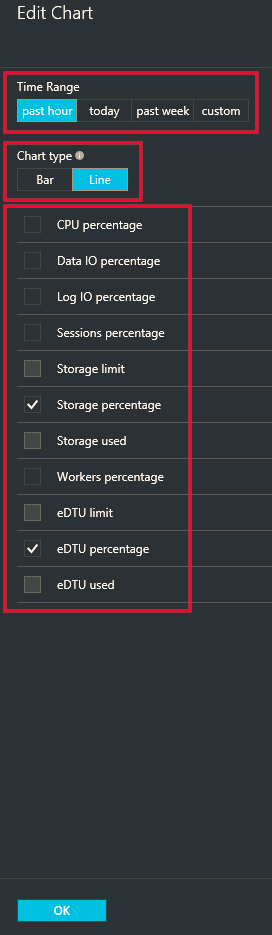 Edit Chart
Time Range
past hour today past week custom
Chart type
Bar Line
CPU percentage
Data IO percentage
Log IO percentage
Sessions percentage
Storage limit
Storage percentage
Storage used
Workers percentage
eDTU limit
eDTU percentage
eDTU used
OK